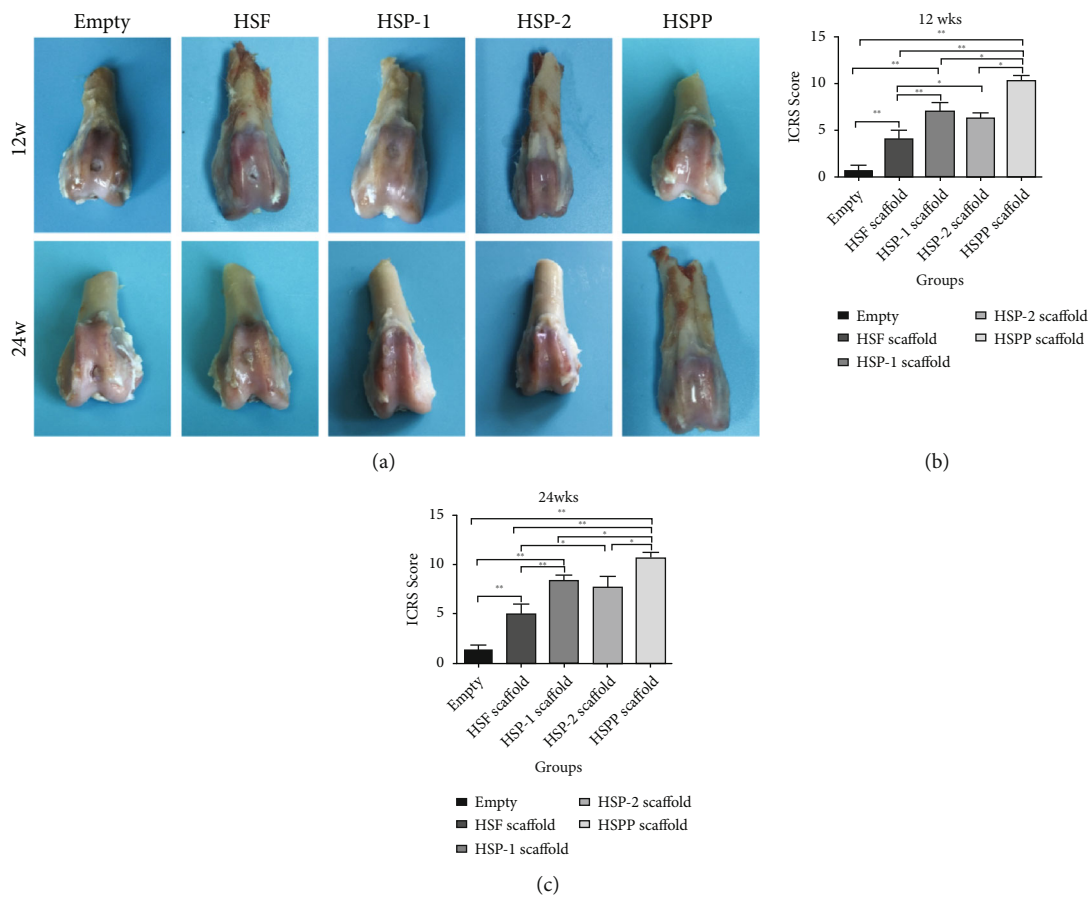 Empty HSF HSP-1 HSP-2 HSPP
12w
24w
(a)
12 wks
ICRS Score
15
10
5
0
**
**
*
**
*
*
**
**
Empty
HSF scaffold
HSP-1 scaffold
HSP-2 scaffold
HSPP scaffold
Groups
Empty
HSF scaffold
HSP-1 scaffold
HSP-2 scaffold
HSPP scaffold
(b)
24wks
ICRS Score
15
10
5
0
**
**
*
*
*
**
**
**
Empty
HSF scaffold
HSP-1 scaffold
HSP-2 scaffold
HSPP scaffold
Groups
Empty
HSF scaffold
HSP-1 scaffold
HSP-2 scaffold
HSPP scaffold
(c)